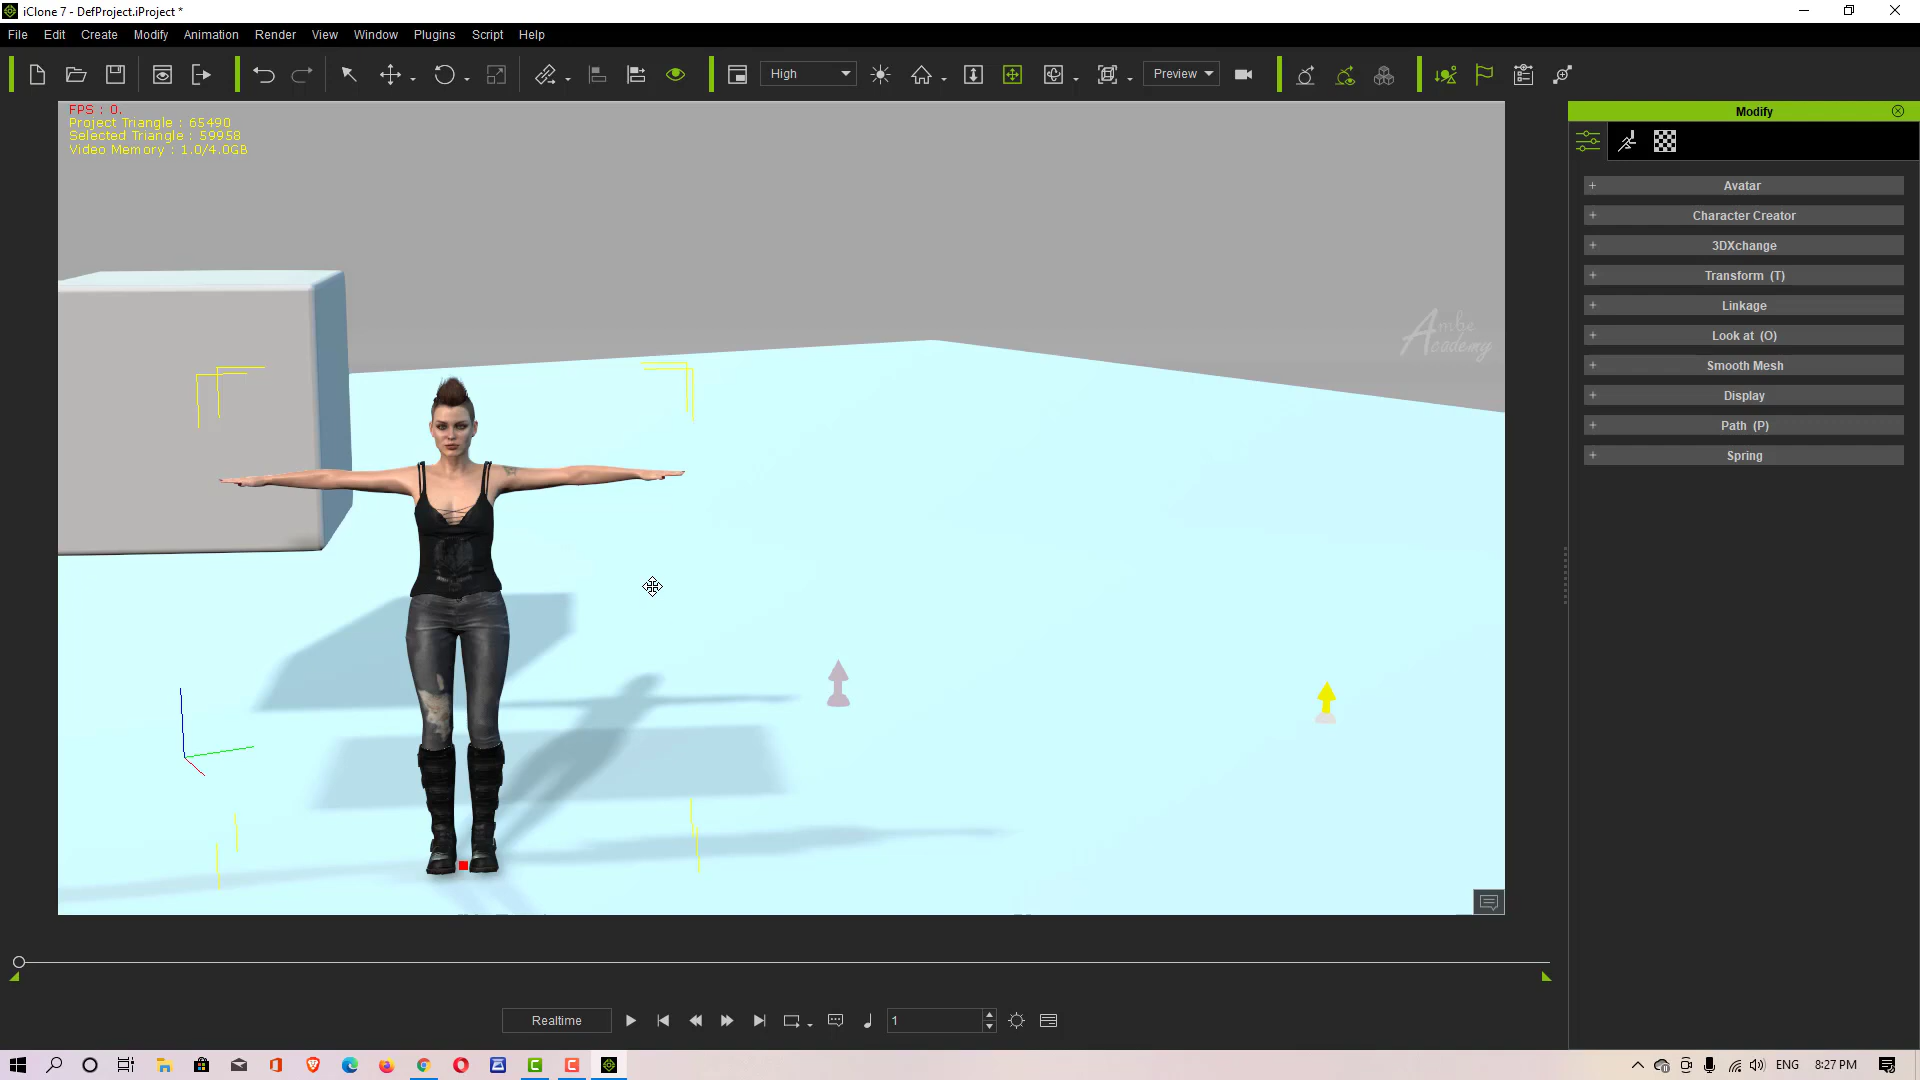 iClone 7 - DefProject.iProject *
File Edit Create Modify Animation Render View Window Plugins Script Help
High
Preview
FPS : 0.
Project Triangle : 65490
Selected Triangle : 59958
Video Memory : 1.0/4.0GB
Ambe
Academy
Modify
Avatar
Character Creator
3DXchange
Transform (T)
Linkage
Look at (O)
Smooth Mesh
Display
Path (P)
Spring
Realtime
1
ENG
8:27 PM